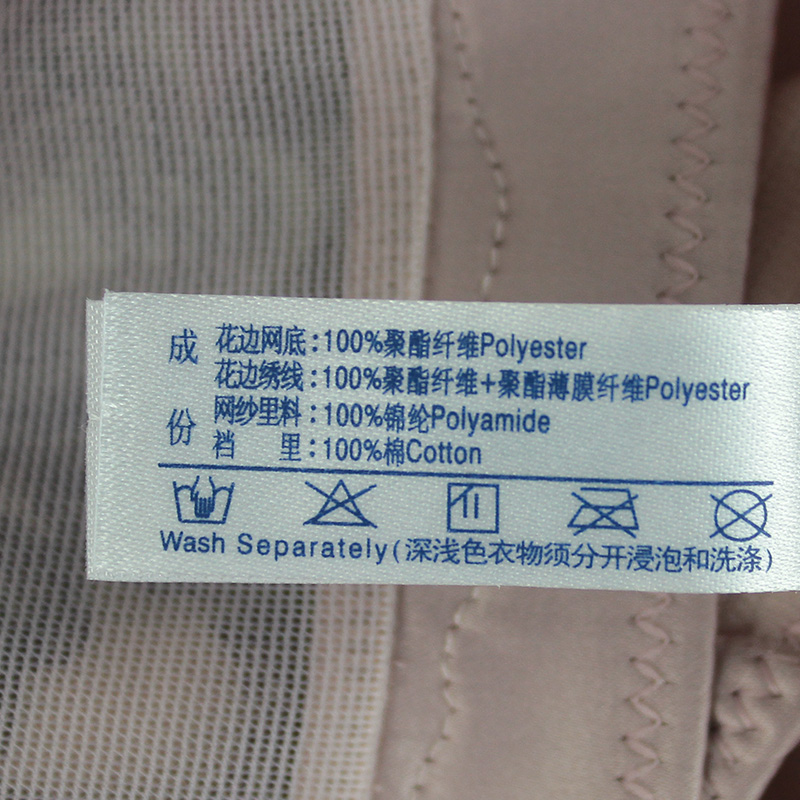 成 花边网底:100%聚酯纤维Polyester
花边绣线:100%聚酯纤维+聚酯薄膜纤维Polyester
份 网纱里料:100%锦纶Polyamide
档 里:100%棉Cotton
Wash Separately(深浅色衣物须分开浸泡和洗涤)